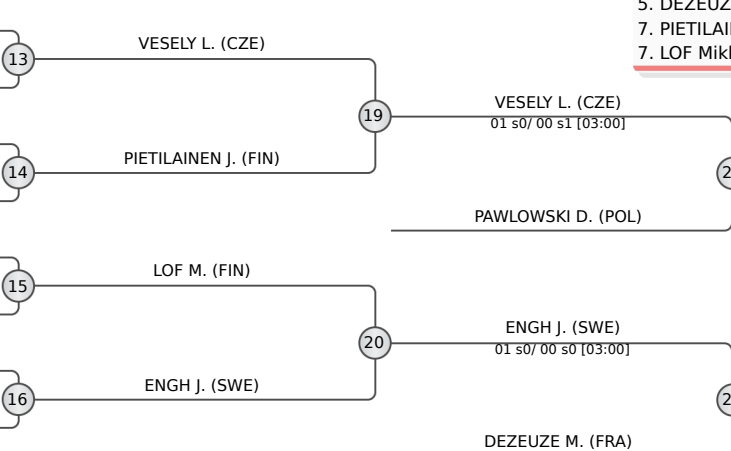 5. DEZEUZ
7. PIETILAI
7. LOF Mik
13
VESELY L. (CZE)
19
VESELY L. (CZE)
01 s0/ 00 s1 [03:00]
14
PIETILAINEN J. (FIN)
2
PAWLOWSKI D. (POL)
15
LOF M. (FIN)
20
ENGH J. (SWE)
01 s0/ 00 s0 [03:00]
16
ENGH J. (SWE)
2
DEZEUZE M. (FRA)